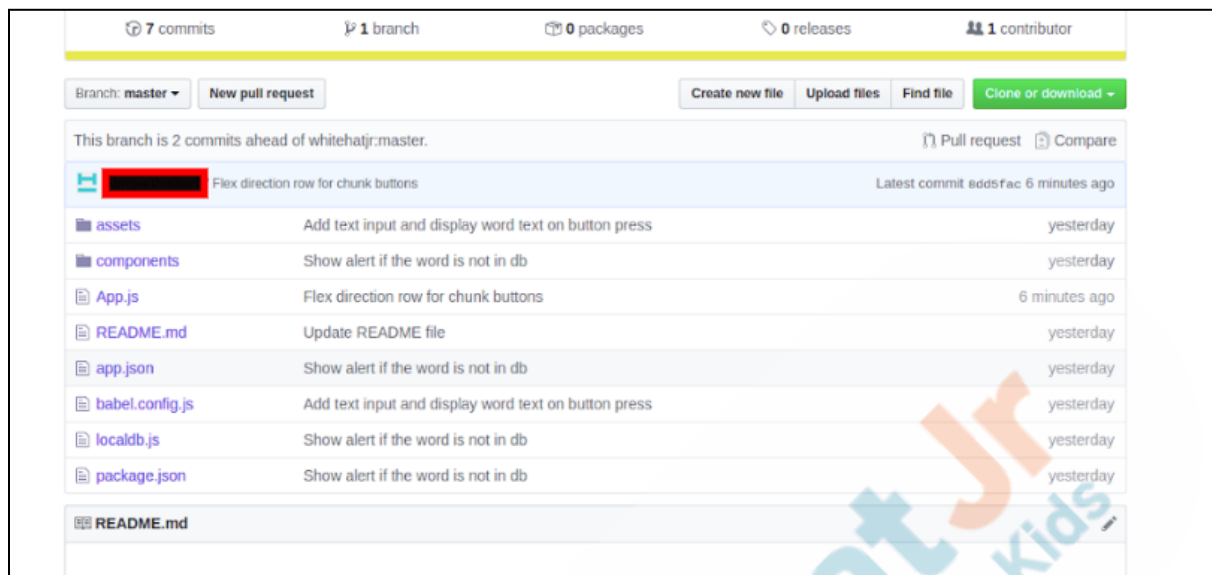 7 commits 1 branch 0 packages 0 releases 1 contributor
Branch: master New pull request Create new file Upload files Find file Clone or download
This branch is 2 commits ahead of whitehatjr:master. Pull request Compare
Flex direction row for chunk buttons Latest commit 8dd5fac 6 minutes ago
assets Add text input and display word text on button press yesterday
components Show alert if the word is not in db yesterday
App.js Flex direction row for chunk buttons 6 minutes ago
README.md Update README file yesterday
app.json Show alert if the word is not in db yesterday
babel.config.js Add text input and display word text on button press yesterday
localdb.js Show alert if the word is not in db yesterday
package.json Show alert if the word is not in db yesterday
README.md
t Jr
Kids